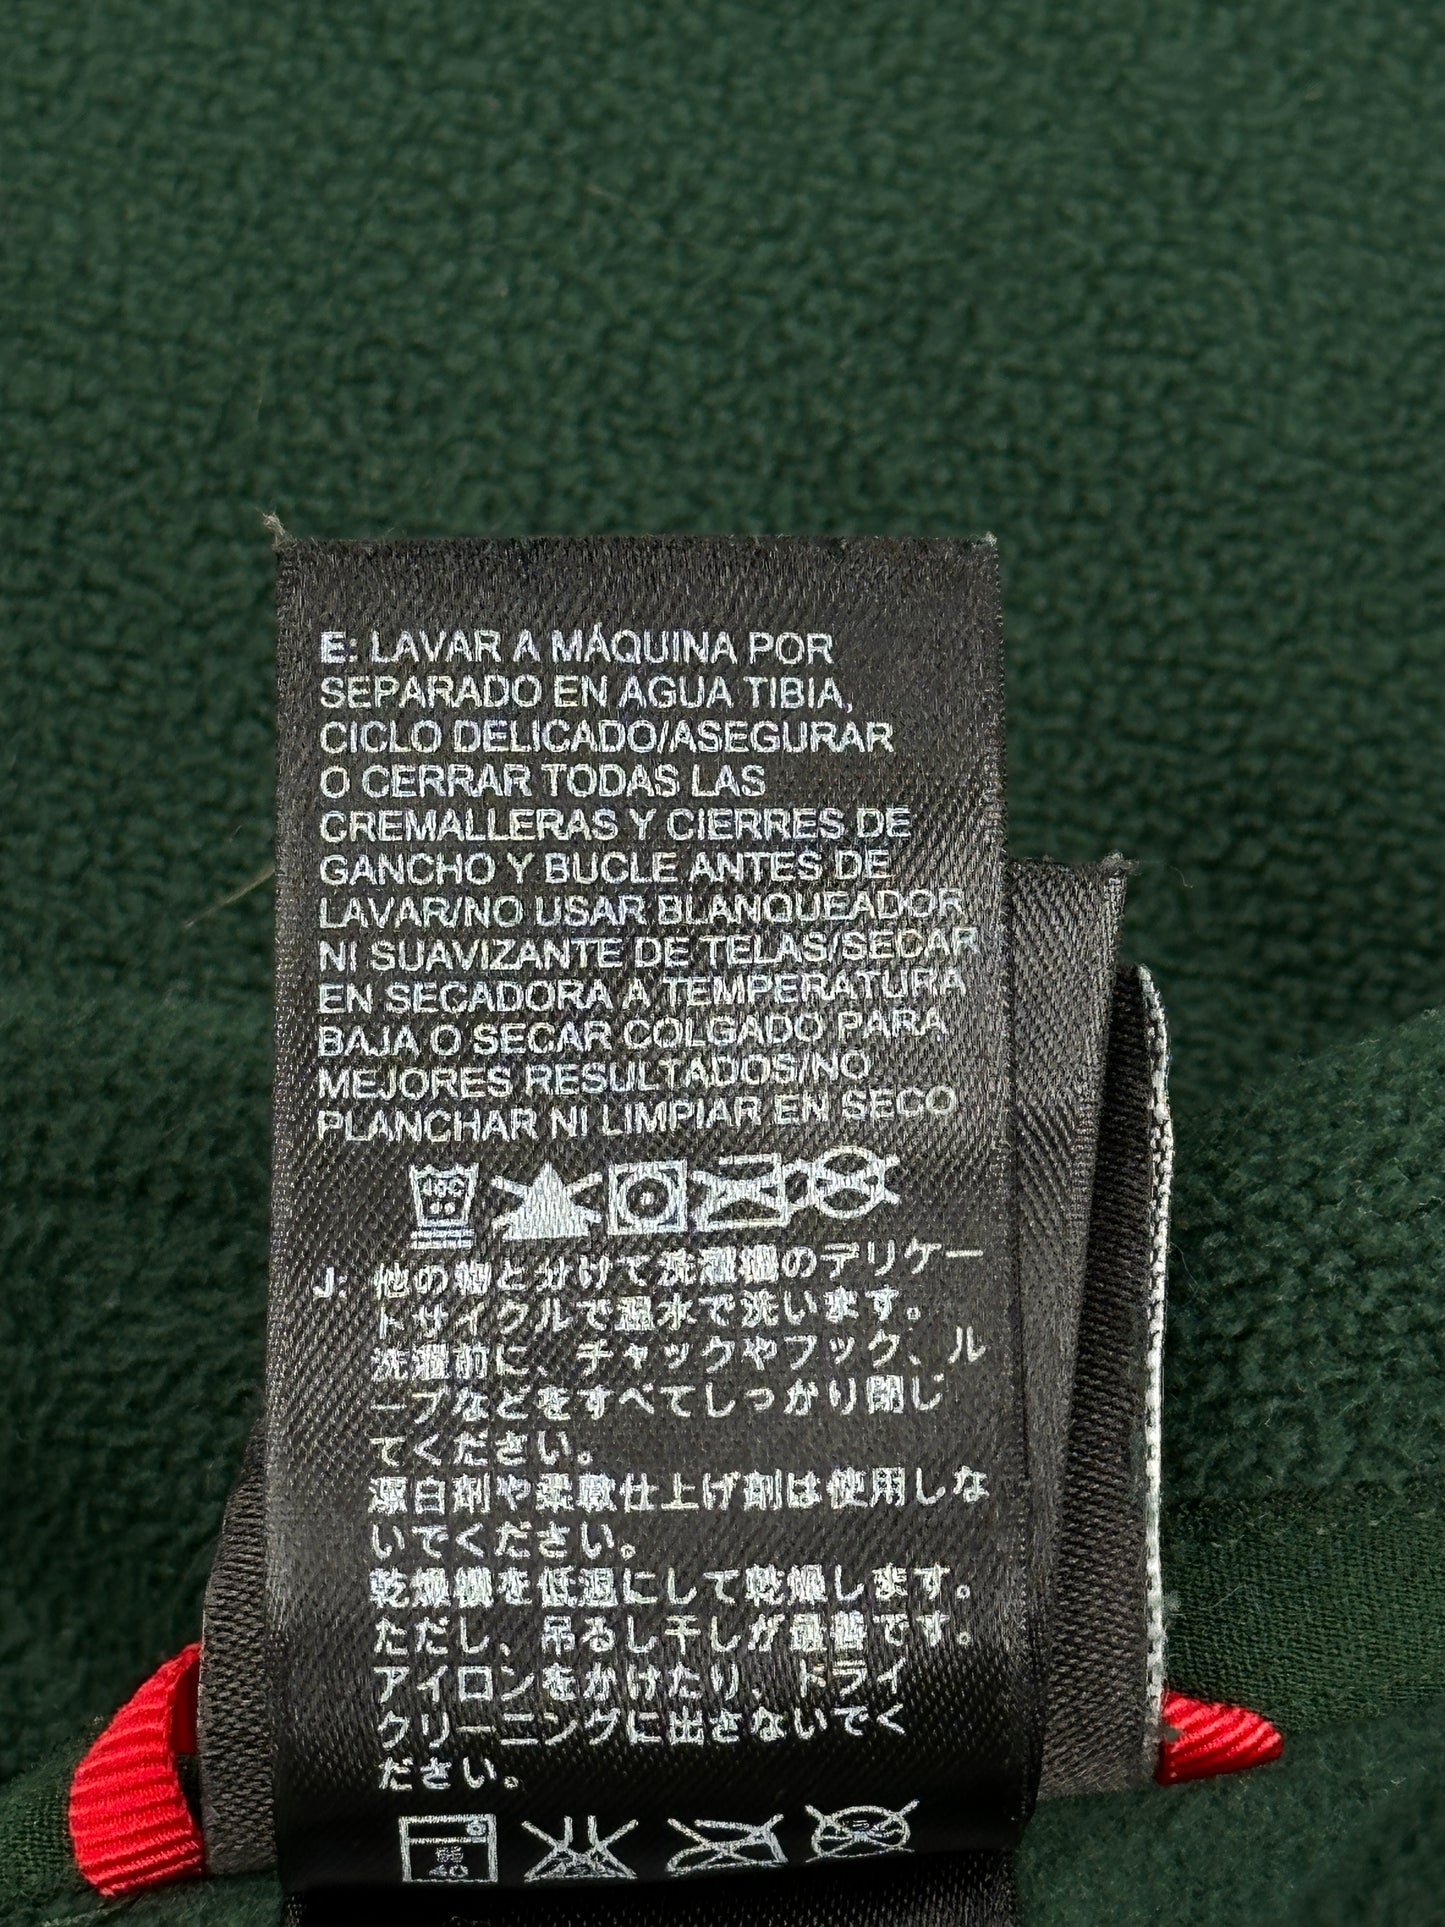 E: LAVAR A MÁQUINA POR
SEPARADO EN AGUA TIBIA,
CICLO DELICADO/ASEGURAR
O CERRAR TODAS LAS
CREMALLERAS Y CIERRES DE
GANCHO Y BUCLE ANTES DE
LAVAR/NO USAR BLANQUEADOR
NI SUAVIZANTE DE TELAS/SECAR
EN SECADORA A TEMPERATURA
BAJA O SECAR COLGADO PARA
MEJORES RESULTADOS/NO
PLANCHAR NI LIMPIAR EN SECO
J: 他の物と分けて洗濯機のデリケー
トサイクルで温水で洗います。
洗濯前に、チャックやフック、ル
ープなどをすべてしっかり閉じ
てください。
漂白剤や柔軟仕上げ剤は使用しな
いでください。
乾燥機を低温にして乾燥します。
ただし、吊るし干しが最善です。
アイロンをかけたり、ドライ
クリーニングに出さないでく
ださい。
40